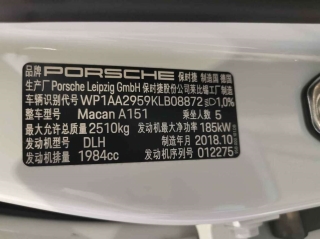 品牌 PORSCHE 保时捷 制造国 德国
生产厂 Porsche Leipzig GmbH 保时捷股份公司莱比锡工厂制造
车辆识别代号 WP1AA2959KLB08872 1,0%
整车型号 Macan A151 乘坐人数 5
最大允许总质量 2510kg 发动机最大净功率 185kW
发动机型号 DLH 制造年月 2018.10
发动机排量 1984cc 发动机序列号 012275